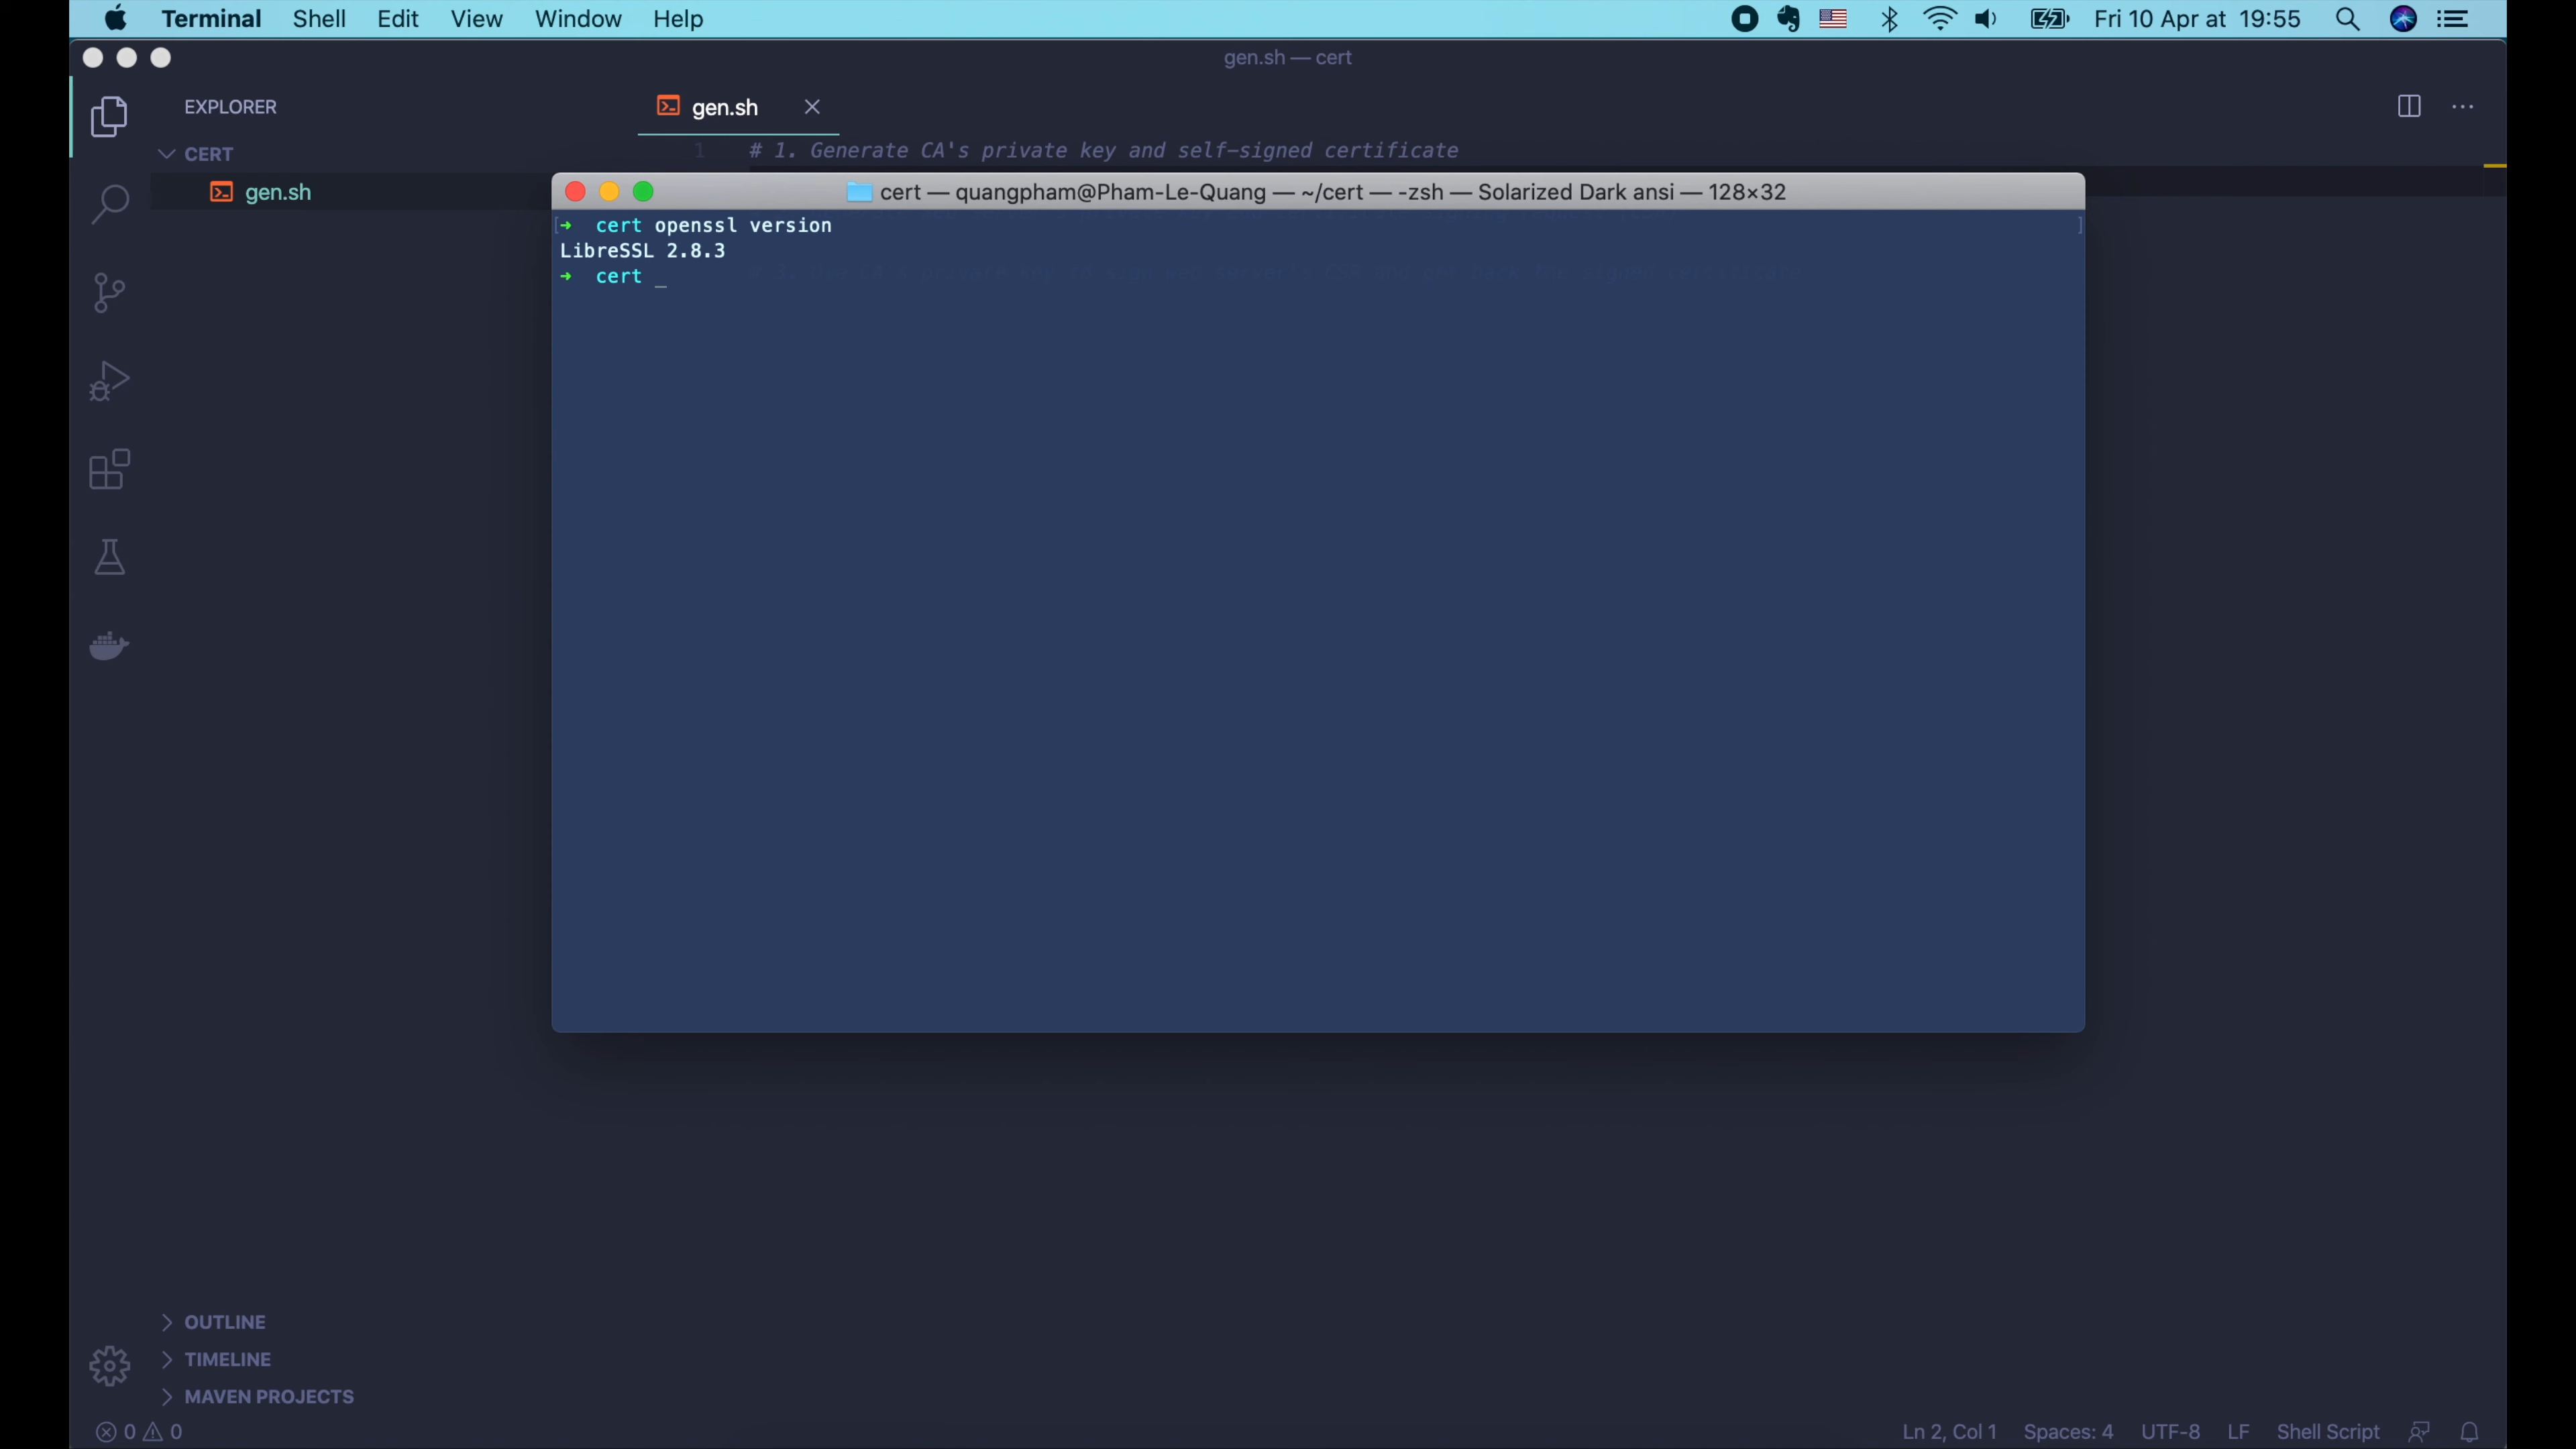 Terminal Shell Edit View Window Help Fri 10 Apr at 19:55
gen.sh — cert
EXPLORER
gen.sh
CERT
1 # 1. Generate CA's private key and self-signed certificate
gen.sh
cert — quangpham@Pham-Le-Quang — ~/cert — -zsh — Solarized Dark ansi — 128×32
[➜ cert openssl version ]
LibreSSL 2.8.3
➜ cert _
OUTLINE
TIMELINE
MAVEN PROJECTS
0 0 Ln 2, Col 1 Spaces: 4 UTF-8 LF Shell Script